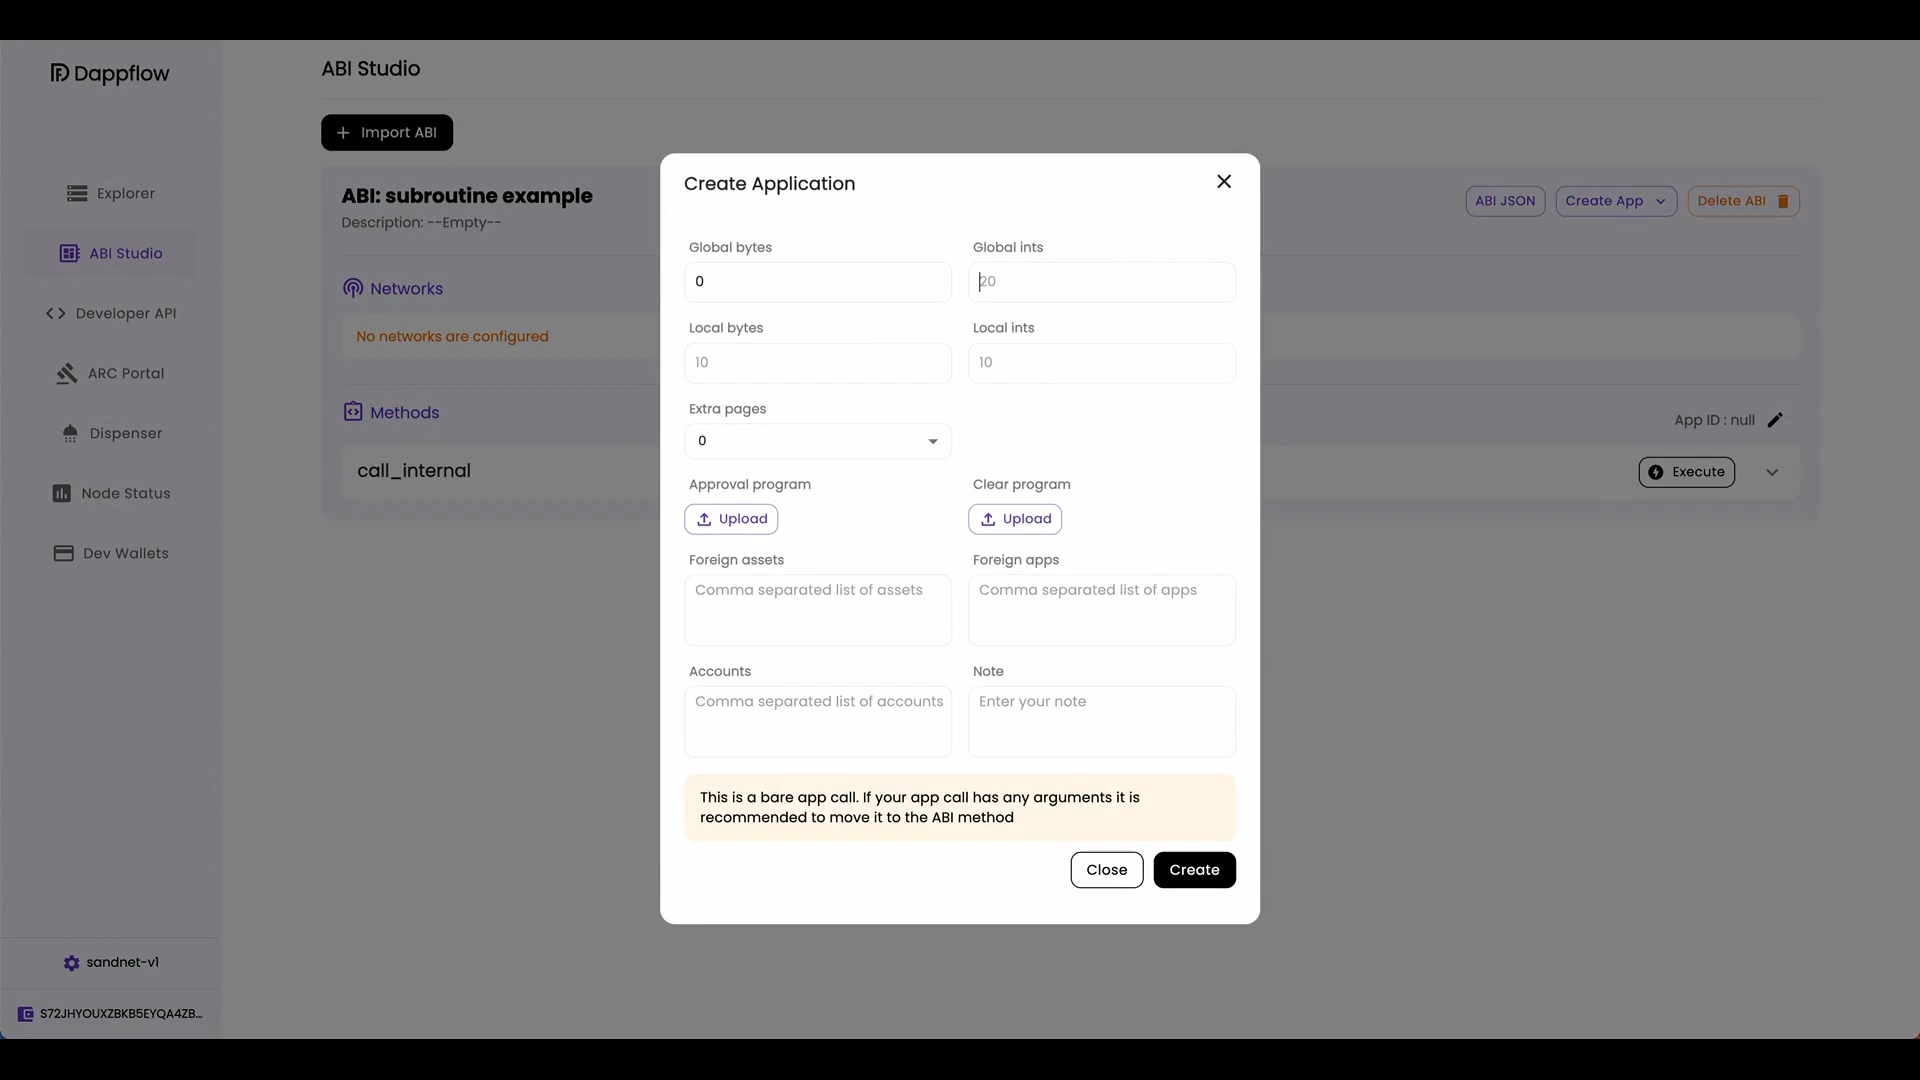 Dappflow
Explorer
ABI Studio
Developer API
ARC Portal
Dispenser
Node Status
Dev Wallets
sandnet-v1
S72JHYOUXZBKB5EYQA4ZB...
ABI Studio
Import ABI
ABI: subroutine example
Description: --Empty--
ABI JSON
Create App
Delete ABI
Networks
No networks are configured
Methods
App ID : null
call_internal
Execute
Create Application
Global bytes
Global ints
0
20
Local bytes
Local ints
10
10
Extra pages
0
Approval program
Clear program
Upload
Upload
Foreign assets
Foreign apps
Comma separated list of assets
Comma separated list of apps
Accounts
Note
Comma separated list of accounts
Enter your note
This is a bare app call. If your app call has any arguments it is
recommended to move it to the ABI method
Close
Create